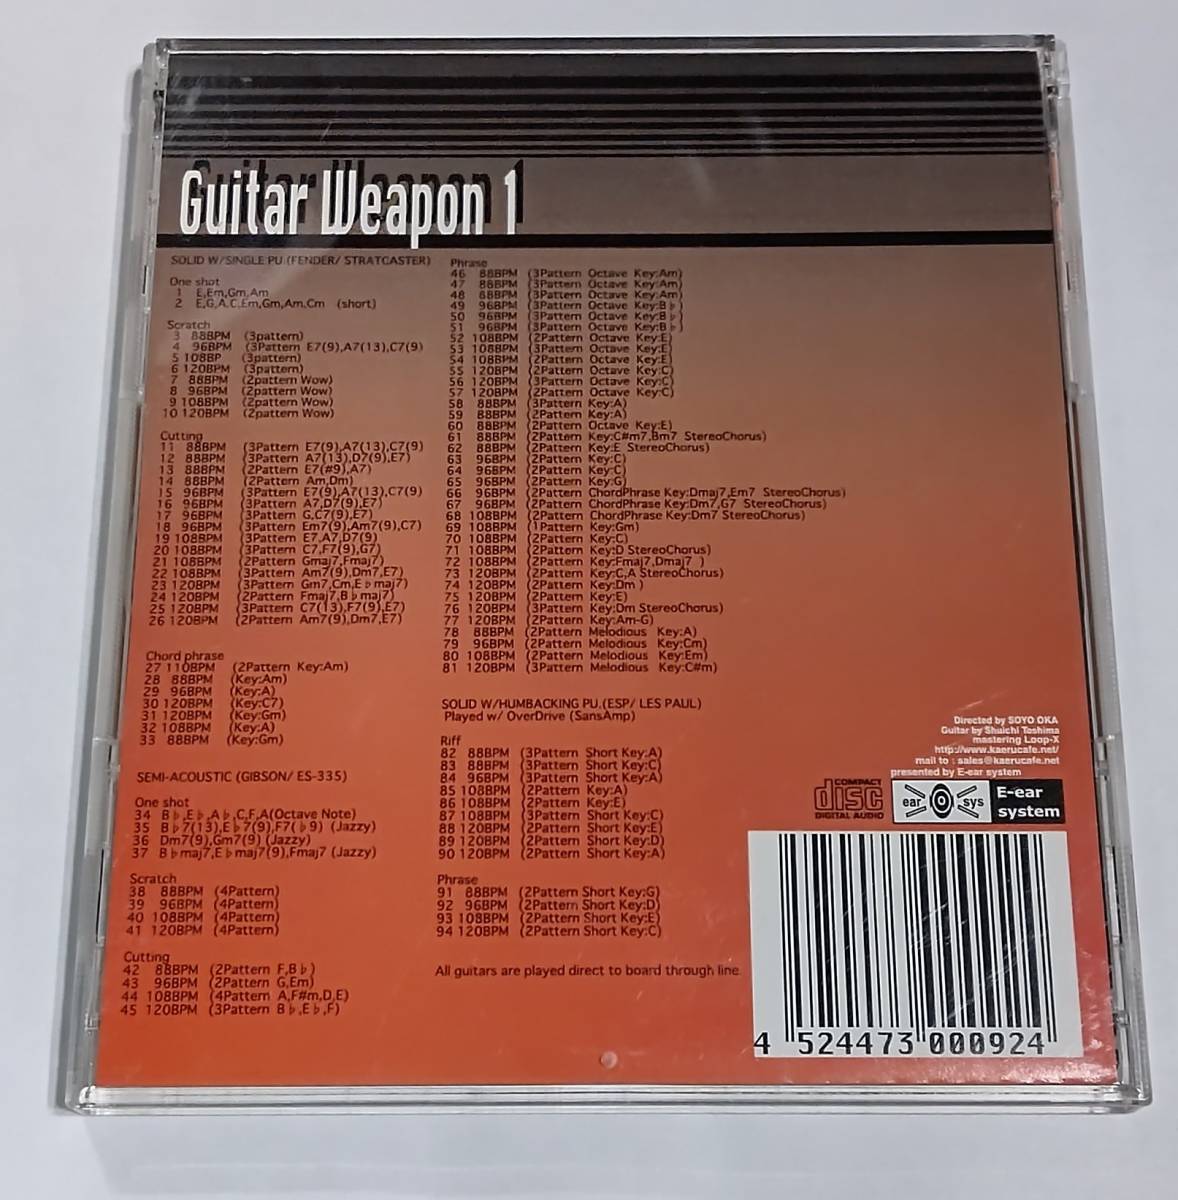 Guitar Weapon 1
SOLID W/SINGLE PU.(FENDER/ STRATCASTER)
One shot
1 E,Em,Gm,Am
2 E,G,A,C,Em,Gm,Am,Cm (short)
Scratch
3 88BPM (3pattern)
4 96BPM (3Pattern E7(9),A7(13),C7(9)
5 108BP (3pattern)
6 120BPM (3pattern)
7 88BPM (2pattern Wow)
8 96BPM (2pattern Wow)
9 108BPM (2pattern Wow)
10 120BPM (2pattern Wow)
Cutting
11 88BPM (3Pattern E7(9),A7(13),C7(9)
12 88BPM (3Pattern A7(13),D7(9),E7)
13 88BPM (2Pattern E7(#9),A7)
14 88BPM (2Pattern Am,Dm)
15 96BPM (3Pattern E7(9),A7(13),C7(9)
16 96BPM (3Pattern A7,D7(9),E7)
17 96BPM (3Pattern G,C7(9),E7)
18 96BPM (3Pattern Em7(9),Am7(9),C7)
19 108BPM (3Pattern E7,A7,D7(9)
20 108BPM (3Pattern C7,F7(9),G7)
21 108BPM (2Pattern Gmaj7,Fmaj7)
22 108BPM (3Pattern Am7(9),Dm7,E7)
23 120BPM (3Pattern Gm7,Cm,E♭maj7)
24 120BPM (2Pattern Fmaj7,B♭maj7)
25 120BPM (3Pattern C7(13),F7(9),E7)
26 120BPM (2Pattern Am7(9),Dm7,E7)
Chord phrase
27 110BPM (2Pattern Key:Am)
28 88BPM (Key:Am)
29 96BPM (Key:A)
30 120BPM (Key:C7)
31 120BPM (Key:Gm)
32 108BPM (Key:A)
33 88BPM (Key:Gm)
SEMI-ACOUSTIC (GIBSON/ ES-335)
One shot
34 B♭,E♭,A♭,C,F,A(Octave Note)
35 B♭7(13),E♭7(9),F7(♭9) (Jazzy)
36 Dm7(9),Gm7(9) (Jazzy)
37 B♭maj7,E♭maj7(9),Fmaj7 (Jazzy)
Scratch
38 88BPM (4Pattern)
39 96BPM (4Pattern)
40 108BPM (4Pattern)
41 120BPM (4Pattern)
Cutting
42 88BPM (2Pattern F,B♭)
43 96BPM (2Pattern G,Em)
44 108BPM (4Pattern A,F#m,D,E)
45 120BPM (3Pattern B♭,E♭,F)
Phrase
46 88BPM (3Pattern Octave Key:Am)
47 88BPM (3Pattern Octave Key:Am)
48 88BPM (3Pattern Octave Key:Am)
49 96BPM (3Pattern Octave Key:B♭)
50 96BPM (3Pattern Octave Key:B♭)
51 96BPM (3Pattern Octave Key:B♭)
52 108BPM (2Pattern Octave Key:E)
53 108BPM (3Pattern Octave Key:E)
54 108BPM (2Pattern Octave Key:E)
55 120BPM (2Pattern Octave Key:C)
56 120BPM (3Pattern Octave Key:C)
57 120BPM (2Pattern Octave Key:C)
58 88BPM (3Pattern Key:A)
59 88BPM (2Pattern Key:A)
60 88BPM (2Pattern Octave Key:E)
61 88BPM (2Pattern Key:C#m7,Bm7 StereoChorus)
62 88BPM (2Pattern Key:E StereoChorus)
63 96BPM (2Pattern Key:C)
64 96BPM (2Pattern Key:C)
65 96BPM (2Pattern Key:G)
66 96BPM (2Pattern ChordPhrase Key:Dmaj7,Em7 StereoChorus)
67 96BPM (2Pattern ChordPhrase Key:Dm7,G7 StereoChorus)
68 108BPM (2Pattern ChordPhrase Key:Dm7 StereoChorus)
69 108BPM (1Pattern Key:Gm)
70 108BPM (2Pattern Key:C)
71 108BPM (2Pattern Key:D StereoChorus)
72 108BPM (2Pattern Key:Fmaj7,Dmaj7 )
73 120BPM (2Pattern Key:C,A StereoChorus)
74 120BPM (2Pattern Key:Dm )
75 120BPM (2Pattern Key:E)
76 120BPM (3Pattern Key:Dm StereoChorus)
77 120BPM (2Pattern Key:Am-G)
78 88BPM (2Pattern Melodious Key:A)
79 96BPM (2Pattern Melodious Key:Cm)
80 108BPM (2Pattern Melodious Key:Em)
81 120BPM (3Pattern Melodious Key:C#m)
SOLID W/HUMBACKING PU.(ESP/ LES PAUL)
Played w/ OverDrive (SansAmp)
Riff
82 88BPM (3Pattern Short Key:A)
83 88BPM (3Pattern Short Key:C)
84 96BPM (3Pattern Short Key:A)
85 108BPM (2Pattern Key:A)
86 108BPM (2Pattern Key:E)
87 108BPM (3Pattern Short Key:C)
88 120BPM (2Pattern Short Key:E)
89 120BPM (2Pattern Short Key:D)
90 120BPM (2Pattern Short Key:A)
Phrase
91 88BPM (2Pattern Short Key:G)
92 96BPM (2Pattern Short Key:D)
93 108BPM (2Pattern Short Key:E)
94 120BPM (2Pattern Short Key:C)
All guitars are played direct to board through line.
Directed by SOYO OKA
Guitar by Shuichi Toshima
mastering Loop-X
http://www.kaerucafe.net/
mail to : sales@kaerucafe.net
presented by E-ear system
COMPACT
disc
DIGITAL AUDIO
ear sys
E-ear
system
4 524473 000924